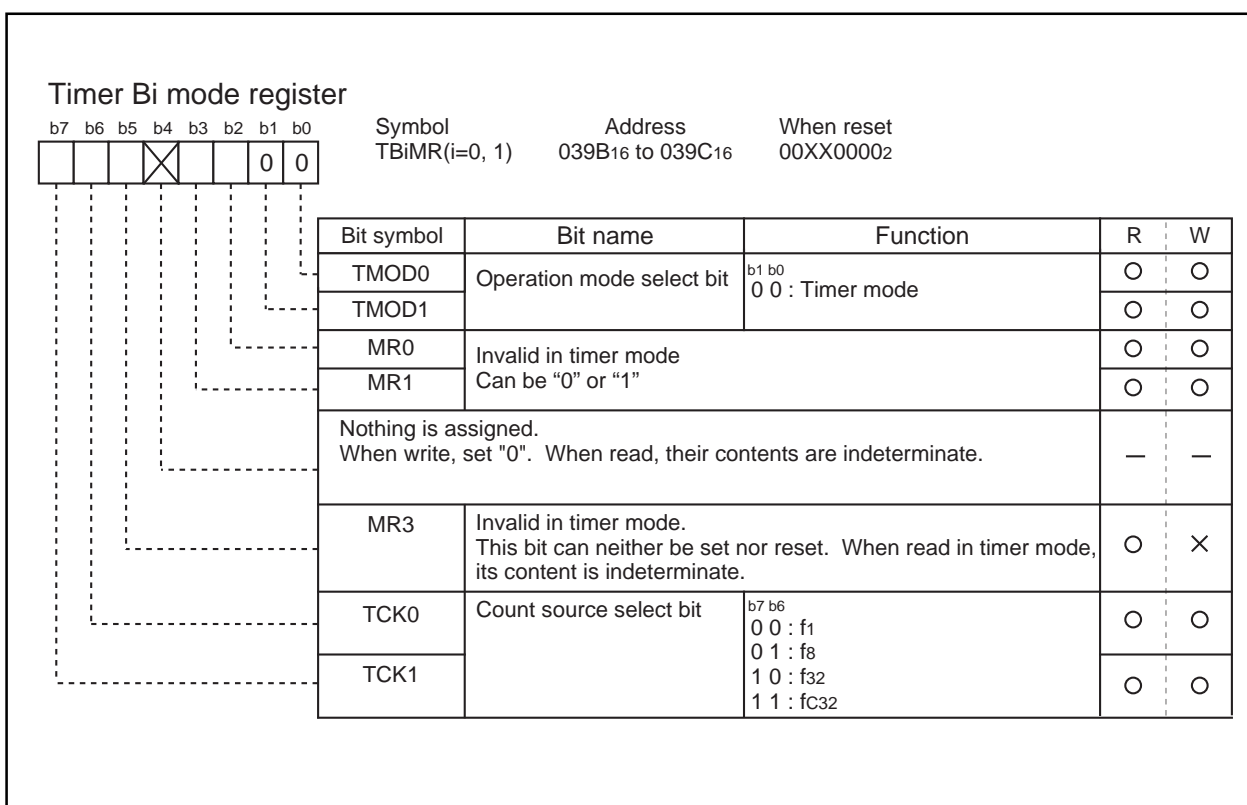 Timer Bi mode register
b7 b6 b5 b4 b3 b2 b1 b0
0 0
Symbol Address When reset
TBiMR(i=0, 1) 039B16 to 039C16 00XX00002
Bit symbol Bit name Function R W
TMOD0 Operation mode select bit b1 b0
0 0 : Timer mode
TMOD1
MR0 Invalid in timer mode
MR1 Can be “0” or “1”
Nothing is assigned.
When write, set "0". When read, their contents are indeterminate.
MR3 Invalid in timer mode.
This bit can neither be set nor reset. When read in timer mode,
its content is indeterminate.
TCK0 Count source select bit b7 b6
0 0 : f1
0 1 : f8
TCK1 1 0 : f32
1 1 : fC32